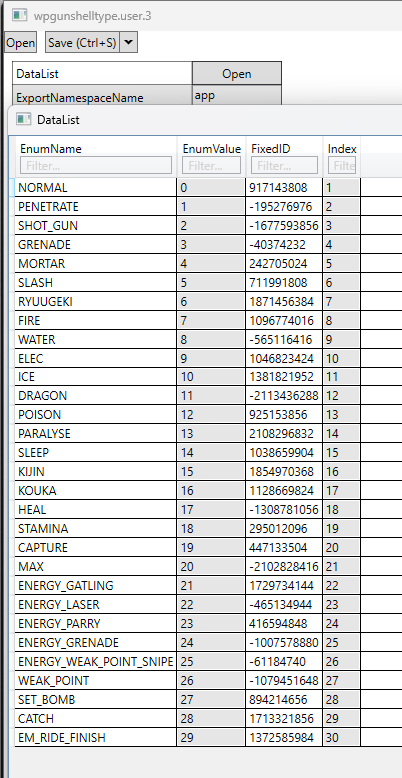 wpgunshelltype.user.3
Open Save (Ctrl+S)
DataList Open
ExportNamespaceName app
DataList
EnumName EnumValue FixedID Index
Filter... Filter... Filter... Filte
NORMAL 0 917143808 1
PENETRATE 1 -195276976 2
SHOT_GUN 2 -1677593856 3
GRENADE 3 -40374232 4
MORTAR 4 242705024 5
SLASH 5 711991808 6
RYUUGEKI 6 1871456384 7
FIRE 7 1096774016 8
WATER 8 -565116416 9
ELEC 9 1046823424 10
ICE 10 1381821952 11
DRAGON 11 -2113436288 12
POISON 12 925153856 13
PARALYSE 13 2108296832 14
SLEEP 14 1038659904 15
KIJIN 15 1854970368 16
KOUKA 16 1128669824 17
HEAL 17 -1308781056 18
STAMINA 18 295012096 19
CAPTURE 19 447133504 20
MAX 20 -2102828416 21
ENERGY_GATLING 21 1729734144 22
ENERGY_LASER 22 -465134944 23
ENERGY_PARRY 23 416594848 24
ENERGY_GRENADE 24 -1007578880 25
ENERGY_WEAK_POINT_SNIPE 25 -61184740 26
WEAK_POINT 26 -1079451648 27
SET_BOMB 27 894214656 28
CATCH 28 1713321856 29
EM_RIDE_FINISH 29 1372585984 30